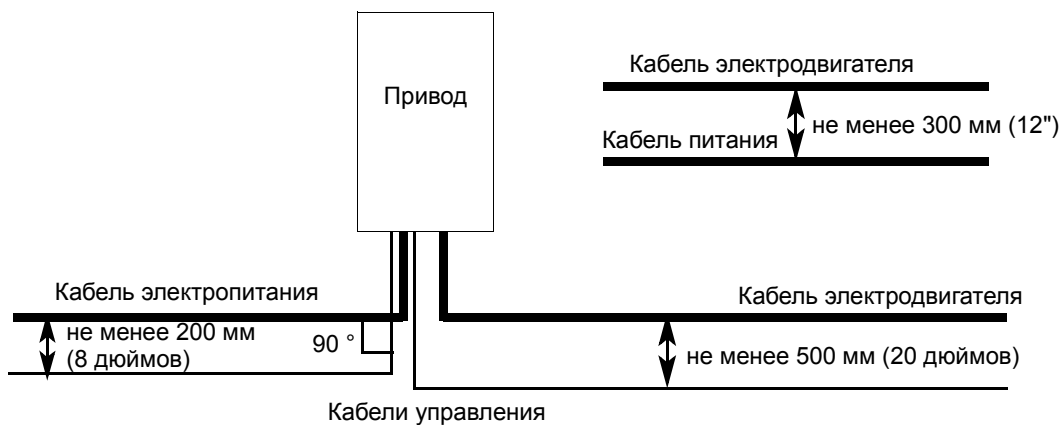 Кабель электродвигателя
Привод
не менее 300 мм (12")
Кабель питания
Кабель электропитания
Кабель электродвигателя
не менее 200 мм
(8 дюймов)
90 °
не менее 500 мм (20 дюймов)
Кабели управления